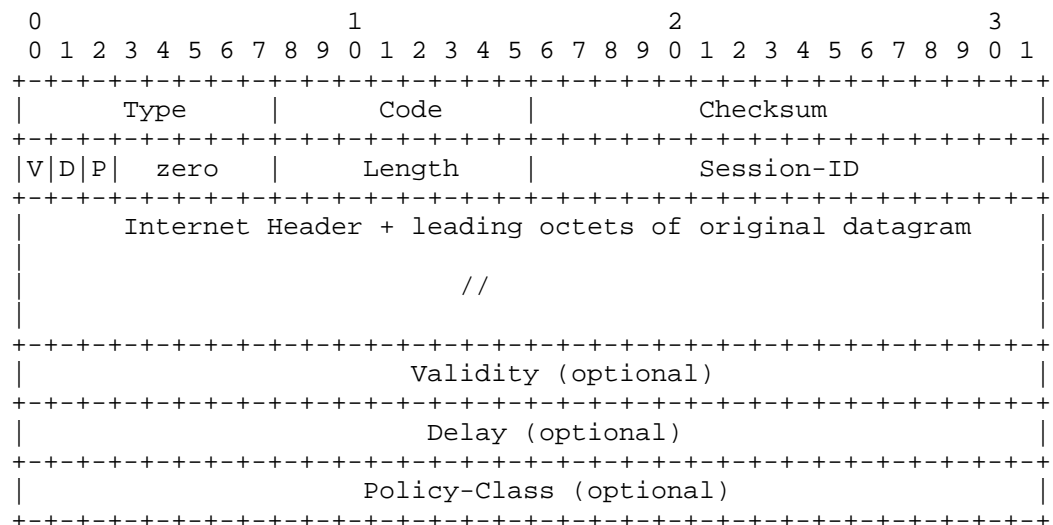 0                   1                   2                   3
 0 1 2 3 4 5 6 7 8 9 0 1 2 3 4 5 6 7 8 9 0 1 2 3 4 5 6 7 8 9 0 1
+-+-+-+-+-+-+-+-+-+-+-+-+-+-+-+-+-+-+-+-+-+-+-+-+-+-+-+-+-+-+-+-+
|      Type     |      Code     |          Checksum             |
+-+-+-+-+-+-+-+-+-+-+-+-+-+-+-+-+-+-+-+-+-+-+-+-+-+-+-+-+-+-+-+-+
|V|D|P|  zero   |     Length    |          Session-ID           |
+-+-+-+-+-+-+-+-+-+-+-+-+-+-+-+-+-+-+-+-+-+-+-+-+-+-+-+-+-+-+-+-+
|      Internet Header + leading octets of original datagram    |
|                                                               |
|                           //                                  |
|                                                               |
+-+-+-+-+-+-+-+-+-+-+-+-+-+-+-+-+-+-+-+-+-+-+-+-+-+-+-+-+-+-+-+-+
|                        Validity (optional)                    |
+-+-+-+-+-+-+-+-+-+-+-+-+-+-+-+-+-+-+-+-+-+-+-+-+-+-+-+-+-+-+-+-+
|                         Delay (optional)                      |
+-+-+-+-+-+-+-+-+-+-+-+-+-+-+-+-+-+-+-+-+-+-+-+-+-+-+-+-+-+-+-+-+
|                     Policy-Class (optional)                   |
+-+-+-+-+-+-+-+-+-+-+-+-+-+-+-+-+-+-+-+-+-+-+-+-+-+-+-+-+-+-+-+-+